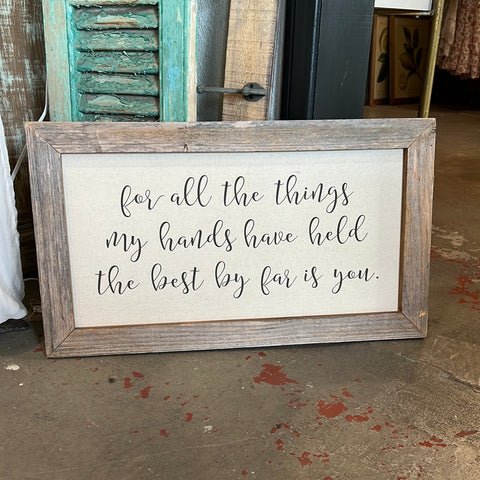 for all the things
my hands have held
the best by far is you.